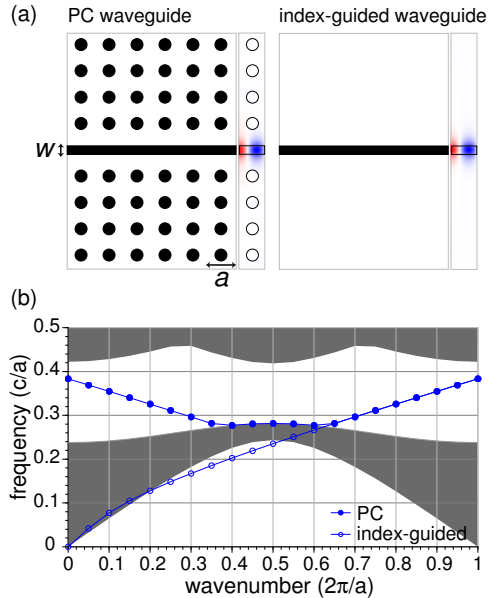 (a) PC waveguide index-guided waveguide
w
a
(b)
0.5
0.4
0.3
0.2
0.1
0
frequency (c/a)
PC
index-guided
0 0.1 0.2 0.3 0.4 0.5 0.6 0.7 0.8 0.9 1
wavenumber (2π/a)